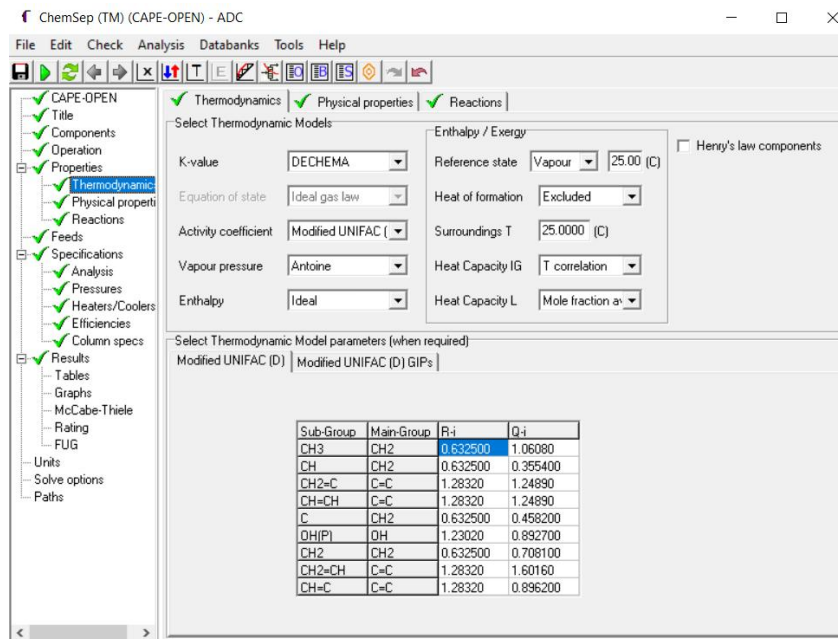 ChemSep (TM) (CAPE-OPEN) - ADC
File Edit Check Analysis Databanks Tools Help
CAPE-OPEN
Title
Components
Operation
Properties
Thermodynamics
Physical properti
Reactions
Feeds
Specifications
Analysis
Pressures
Heaters/Coolers
Efficiencies
Column specs
Results
Tables
Graphs
McCabe-Thiele
Rating
FUG
Units
Solve options
Paths
Thermodynamics Physical properties Reactions
Select Thermodynamic Models
K-value DECHEMA
Equation of state Ideal gas law
Activity coefficient Modified UNIFAC (
Vapour pressure Antoine
Enthalpy Ideal
Enthalpy / Exergy
Reference state Vapour 25.00 (C)
Heat of formation Excluded
Surroundings T 25.0000 (C)
Heat Capacity IG T correlation
Heat Capacity L Mole fraction av
Henry's law components
Select Thermodynamic Model parameters (when required)
Modified UNIFAC (D) Modified UNIFAC (D) GIPs
Sub-Group Main-Group R-i Q-i
CH3 CH2 0.632500 1.06080
CH CH2 0.632500 0.355400
CH2=C C=C 1.28320 1.24890
CH=CH C=C 1.28320 1.24890
C CH2 0.632500 0.458200
OH(P) OH 1.23020 0.892700
CH2 CH2 0.632500 0.708100
CH2=CH C=C 1.28320 1.60160
CH=C C=C 1.28320 0.896200